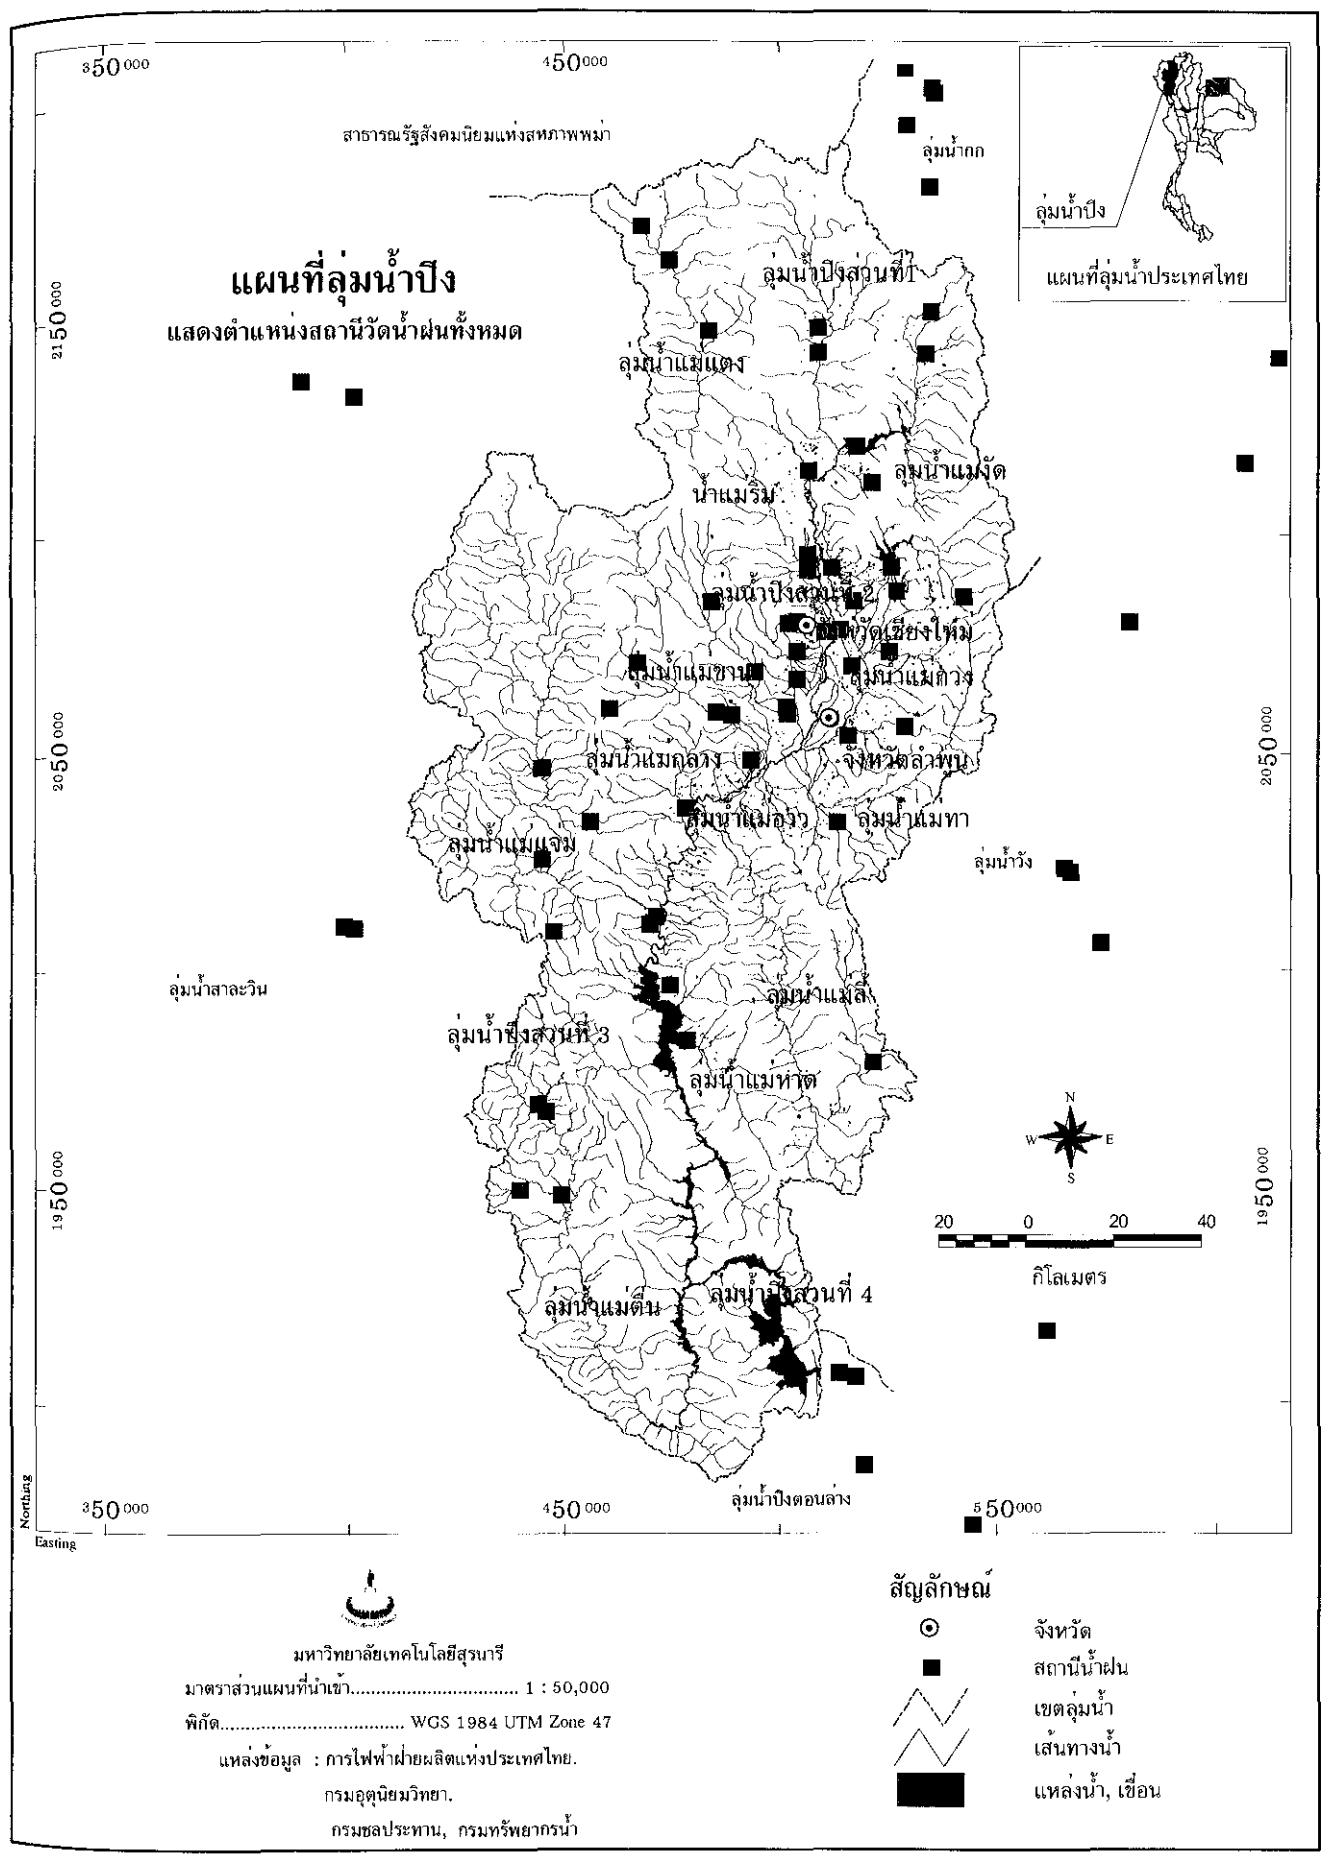 350000
450000
สาธารณรัฐสังคมนิยมแห่งสหภาพพม่า
ลุ่มน้ำกก
ลุ่มน้ำปิง
แผนที่ลุ่มน้ำประเทศไทย
แผนที่ลุ่มน้ำปิง
แสดงตำแหน่งสถานีวัดน้ำฝนทั้งหมด
2150000
ลุ่มน้ำปิงส่วนที่1
ลุ่มน้ำแม่แตง
ลุ่มน้ำแม่งัด
น้ำแม่ริม
ลุ่มน้ำปิงส่วนที่ 2
จังหวัดเชียงใหม่
ลุ่มน้ำแม่ขาน
ลุ่มน้ำแม่กวง
2050000
2050000
ลุ่มน้ำแม่กลาง
จังหวัดลำพูน
ลุ่มน้ำแม่ทา
ลุ่มน้ำแม่แจ่ม
ลุ่มน้ำวัง
ลุ่มน้ำสาละวิน
ลุ่มน้ำแม่ลี้
ลุ่มน้ำปิงส่วนที่ 3
ลุ่มน้ำแม่หาด
N
W E
S
1950000
1950000
20 0 20 40
กิโลเมตร
ลุ่มน้ำปิงส่วนที่ 4
ลุ่มน้ำแม่ตื่น
ลุ่มน้ำปิงตอนล่าง
Northing
350000
450000
550000
Easting
มหาวิทยาลัยเทคโนโลยีสุรนารี
มาตราส่วนแผนที่นำเข้า................................. 1 : 50,000
พิกัด.................................... WGS 1984 UTM Zone 47
แหล่งข้อมูล : การไฟฟ้าฝ่ายผลิตแห่งประเทศไทย.
กรมอุตุนิยมวิทยา.
กรมชลประทาน, กรมทรัพยากรน้ำ
สัญลักษณ์
จังหวัด
สถานีน้ำฝน
เขตลุ่มน้ำ
เส้นทางน้ำ
แหล่งน้ำ, เขื่อน